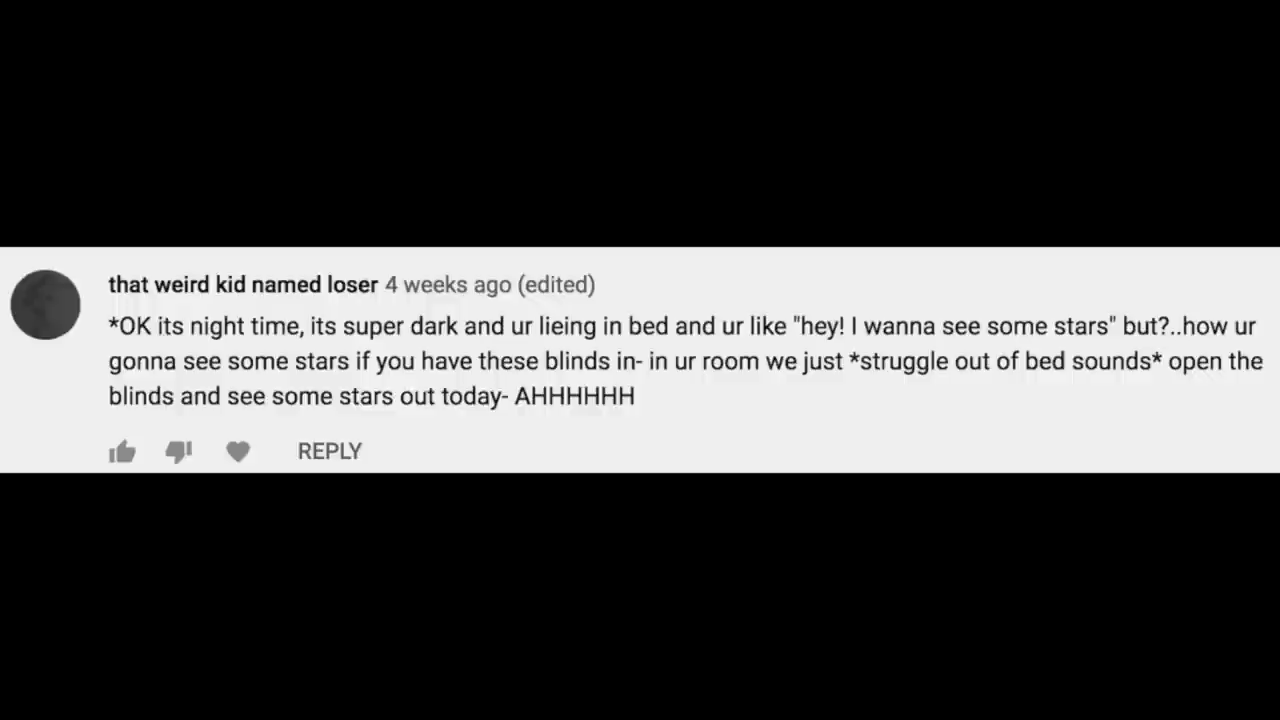 that weird kid named loser 4 weeks ago (edited)
*OK its night time, its super dark and ur lieing in bed and ur like "hey! I wanna see some stars" but?..how ur
gonna see some stars if you have these blinds in- in ur room we just *struggle out of bed sounds* open the
blinds and see some stars out today- AHHHHHH
REPLY